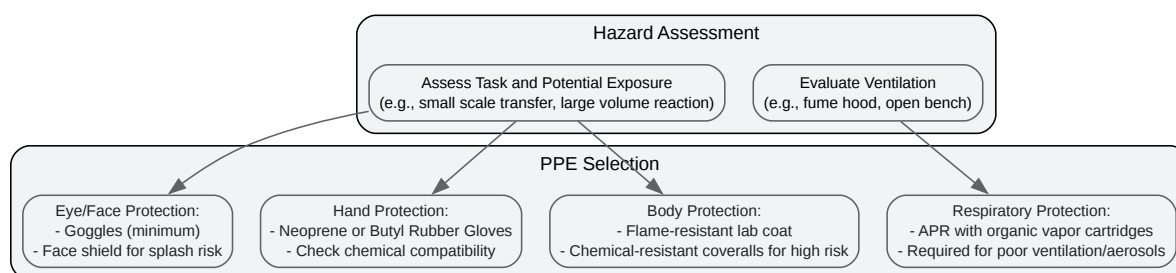 Hazard Assessment
Assess Task and Potential Exposure
(e.g., small scale transfer, large volume reaction)
Evaluate Ventilation
(e.g., fume hood, open bench)
PPE Selection
Eye/Face Protection:
- Goggles (minimum)
- Face shield for splash risk
Hand Protection:
- Neoprene or Butyl Rubber Gloves
- Check chemical compatibility
Body Protection:
- Flame-resistant lab coat
- Chemical-resistant coveralls for high risk
Respiratory Protection:
- APR with organic vapor cartridges
- Required for poor ventilation/aerosols